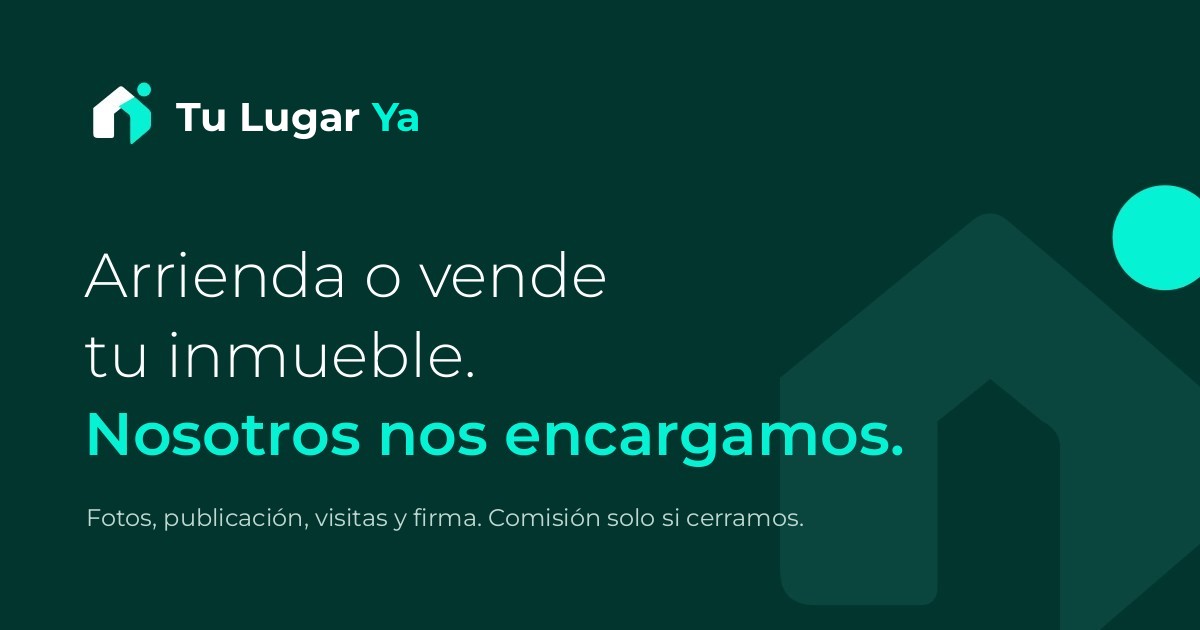 Tu Lugar Ya
Arrienda o vende
tu inmueble.
Nosotros nos encargamos.
Fotos, publicación, visitas y firma. Comisión solo si cerramos.